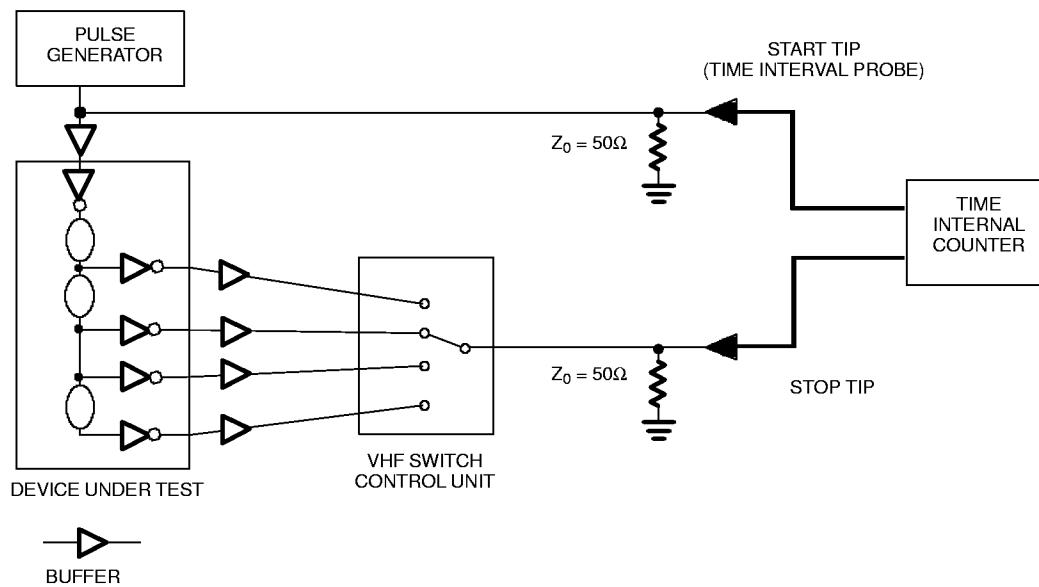 PULSE
GENERATOR
START TIP
(TIME INTERVAL PROBE)
Z₀ = 50Ω
TIME
INTERNAL
COUNTER
Z₀ = 50Ω
STOP TIP
VHF SWITCH
CONTROL UNIT
DEVICE UNDER TEST
BUFFER